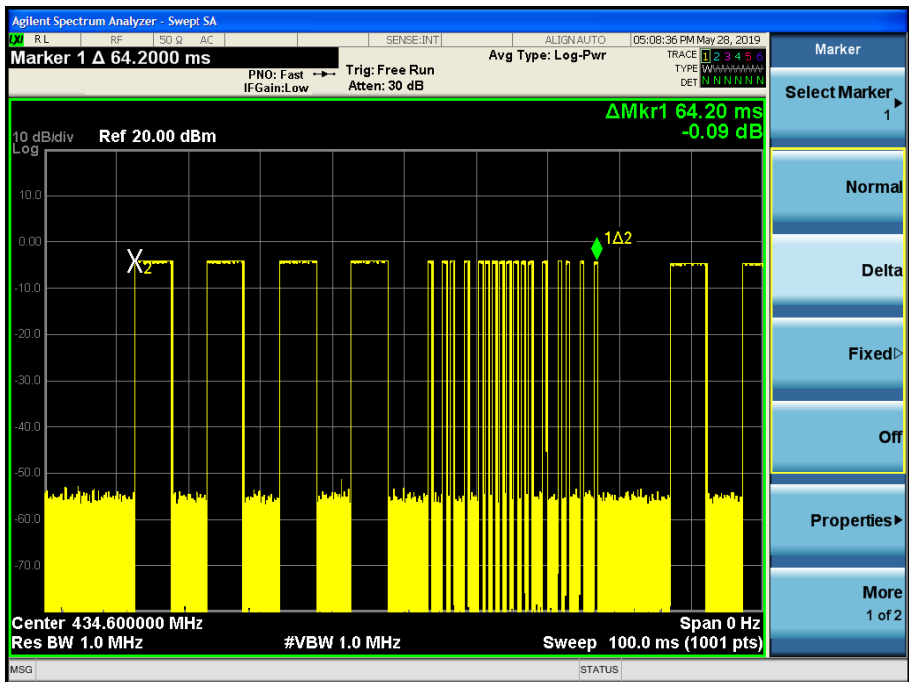 Agilent Spectrum Analyzer - Swept SA
LXI RL RF 50 Ω AC SENSE:INT ALIGN AUTO 05:08:36 PM May 28, 2019
Marker 1 Δ 64.2000 ms
PNO: Fast
IFGain:Low
Trig: Free Run
Atten: 30 dB
Avg Type: Log-Pwr
TRACE 1 2 3 4 5 6
TYPE WWWWWW
DET N N N N N N
ΔMkr1 64.20 ms
-0.09 dB
10 dB/div Ref 20.00 dBm
Log
10.0
0.00
-10.0
-20.0
-30.0
-40.0
-50.0
-60.0
-70.0
X2
1Δ2
Center 434.600000 MHz
Span 0 Hz
Res BW 1.0 MHz
#VBW 1.0 MHz
Sweep 100.0 ms (1001 pts)
MSG
STATUS
Marker
Select Marker
1
Normal
Delta
Fixed
Off
Properties
More
1 of 2